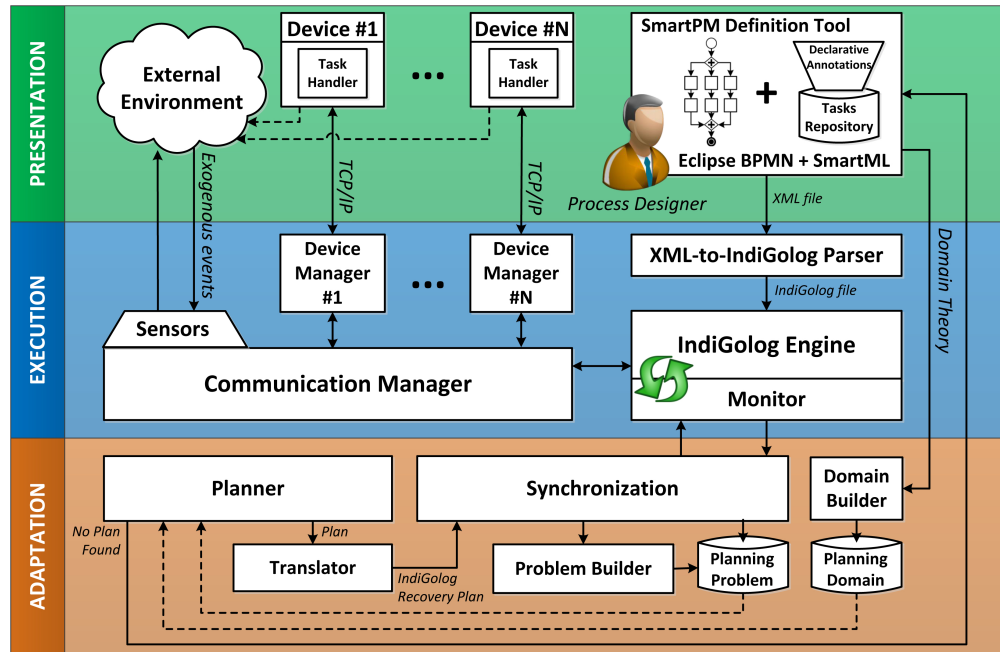 PRESENTATION
External
Environment
Device #1
Task
Handler
...
Device #N
Task
Handler
SmartPM Definition Tool
Declarative
Annotations
+
Tasks
Repository
Eclipse BPMN + SmartML
Process Designer
Exogenous events
TCP/IP
TCP/IP
XML file
Domain Theory
EXECUTION
Device
Manager
#1
...
Device
Manager
#N
XML-to-IndiGolog Parser
IndiGolog file
Sensors
Communication Manager
IndiGolog Engine
Monitor
ADAPTATION
Planner
Synchronization
Domain
Builder
No Plan
Found
Plan
Translator
IndiGolog
Recovery Plan
Problem Builder
Planning
Problem
Planning
Domain